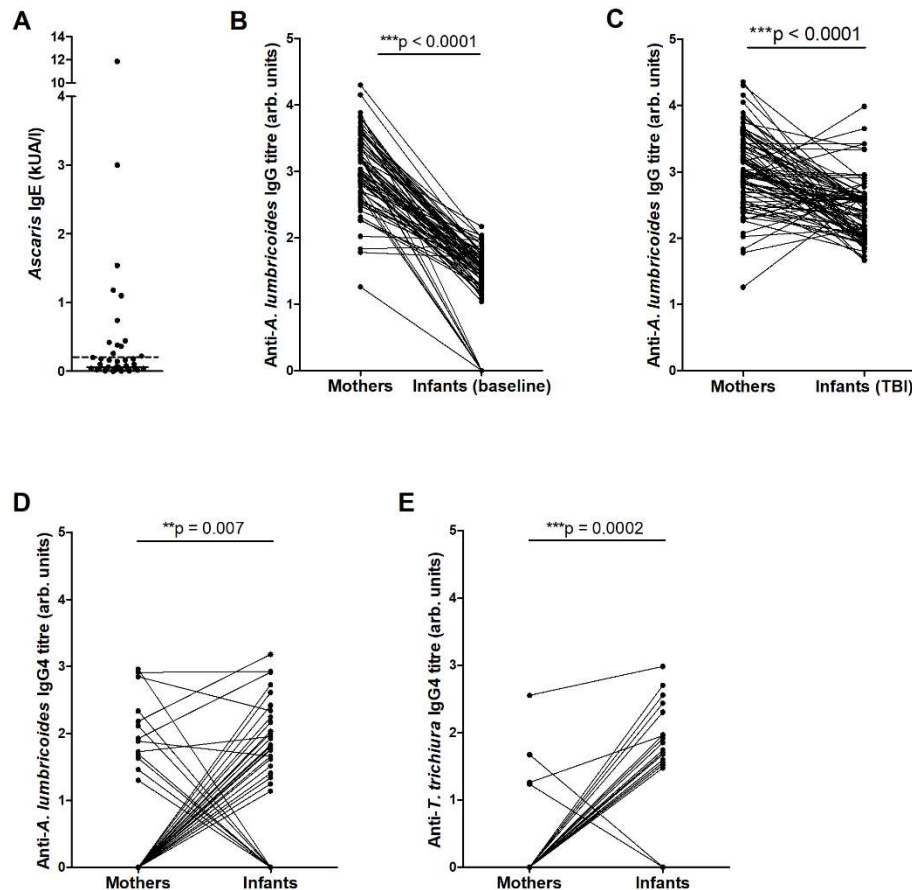 A
Ascaris IgE (kUA/l)
14
12
10
4
3
2
1
0
B
***p < 0.0001
Anti-A. lumbricoides IgG titre (arb. units)
5
4
3
2
1
0
Mothers
Infants (baseline)
C
***p < 0.0001
Anti-A. lumbricoides IgG titre (arb. units)
5
4
3
2
1
0
Mothers
Infants (TBI)
D
**p = 0.007
Anti-A. lumbricoides IgG4 titre (arb. units)
5
4
3
2
1
0
Mothers
Infants
E
***p = 0.0002
Anti-T. trichiura IgG4 titre (arb. units)
5
4
3
2
1
0
Mothers
Infants